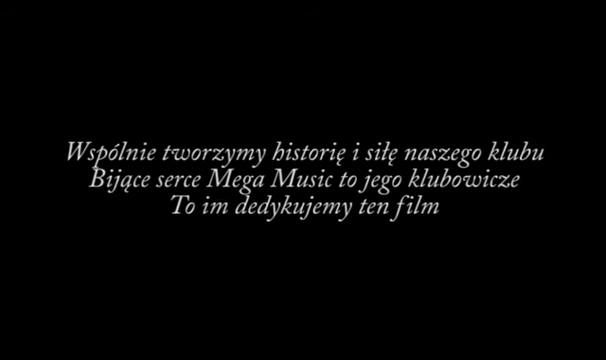 Wspólnie tworzymy historię i siłę naszego klubu
Bijące serce Mega Music to jego klubowicze
To im dedykujemy ten film